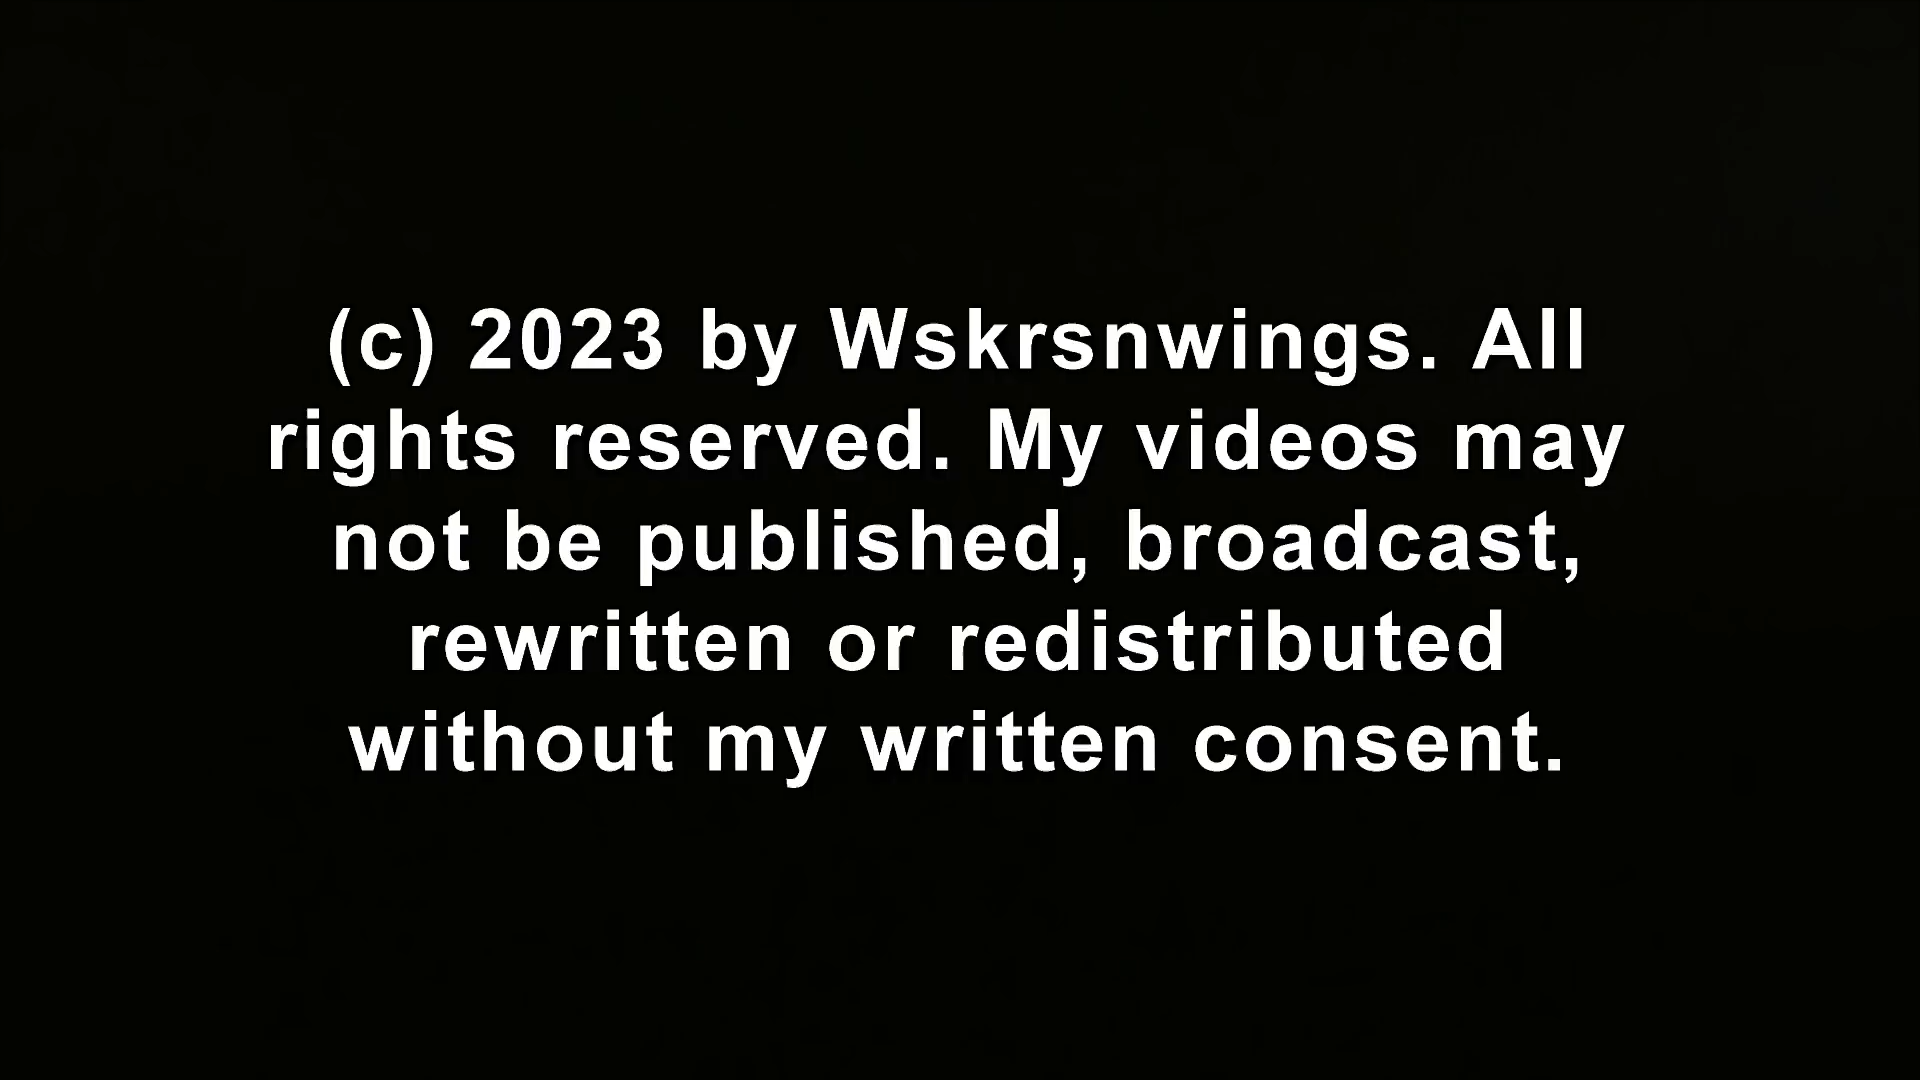 (c) 2023 by Wskrsnwings. All
rights reserved. My videos may
not be published, broadcast,
rewritten or redistributed
without my written consent.